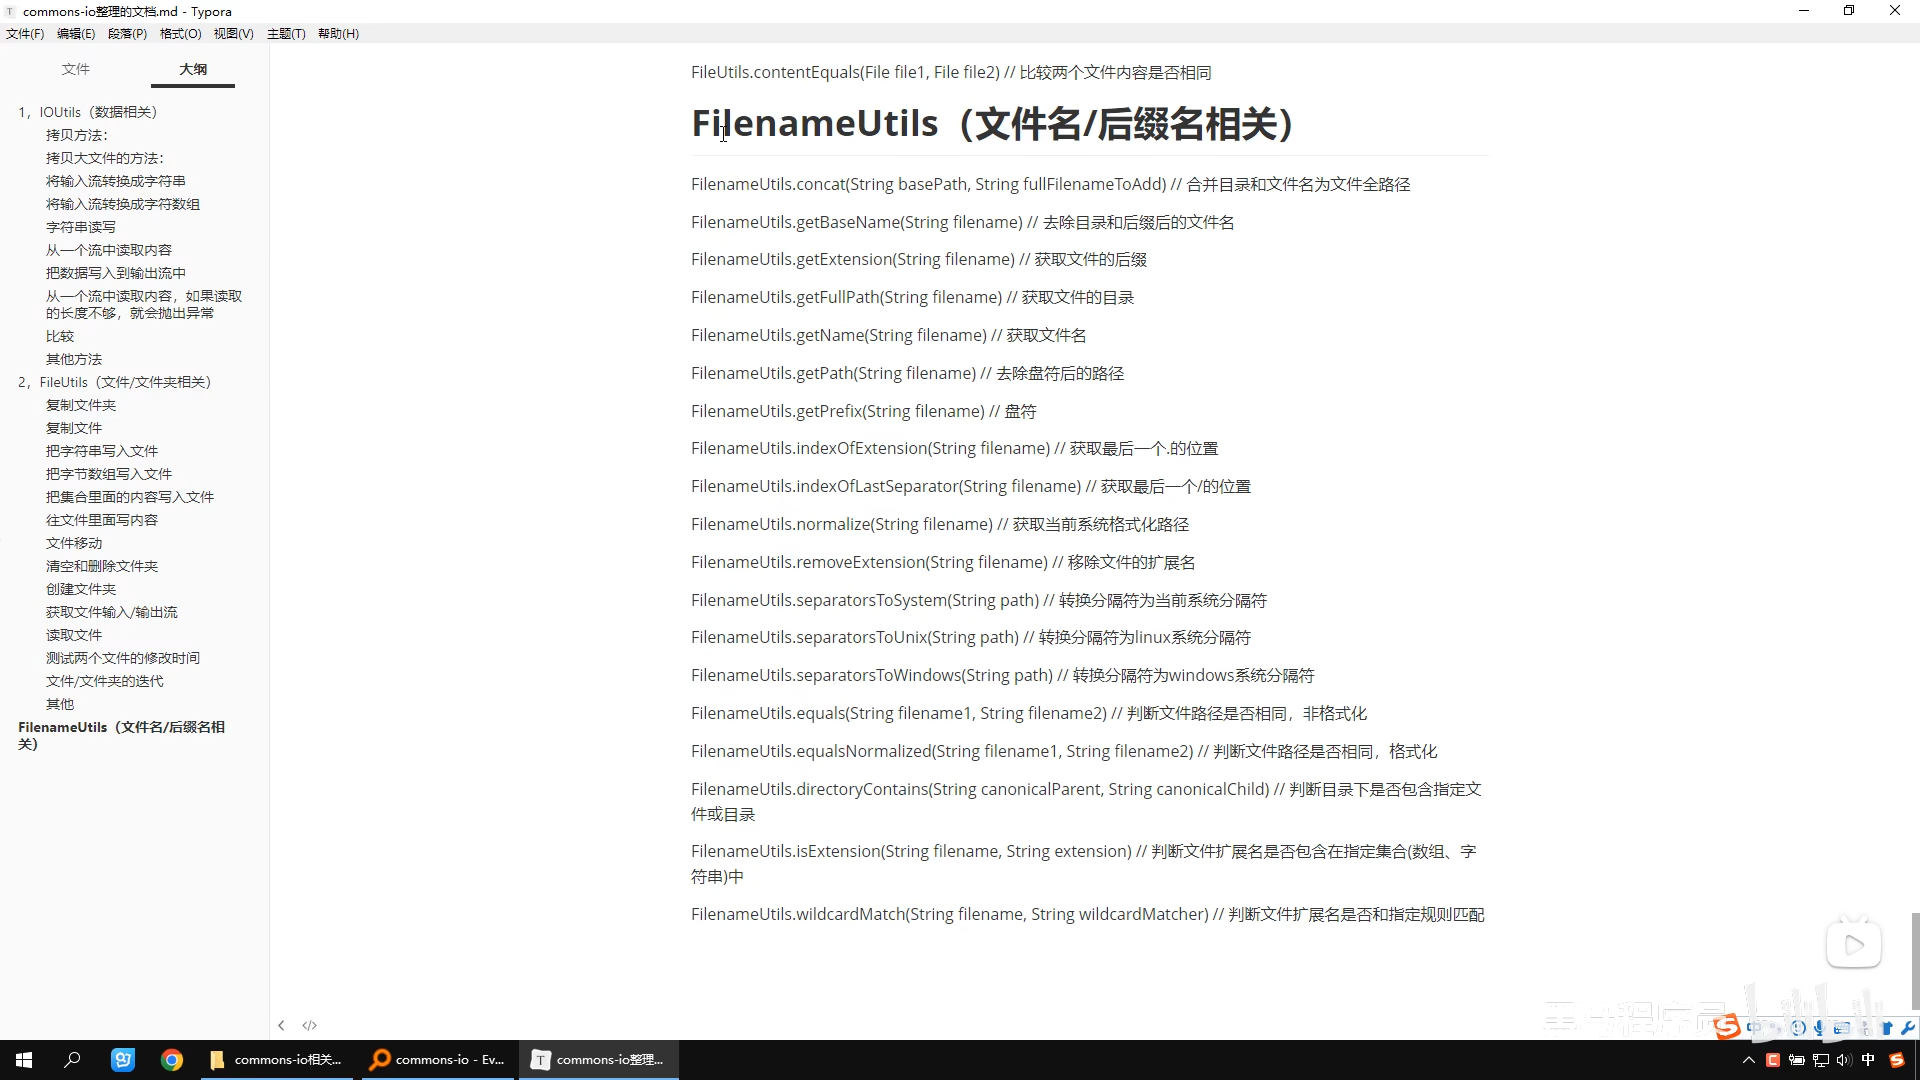 commons-io整理的文档.md - Typora
文件(F) 编辑(E) 段落(P) 格式(O) 视图(V) 主题(T) 帮助(H)
文件 大纲
1，IOUtils（数据相关）
拷贝方法：
拷贝大文件的方法：
将输入流转换成字符串
将输入流转换成字符数组
字符串读写
从一个流中读取内容
把数据写入到输出流中
从一个流中读取内容，如果读取
的长度不够，就会抛出异常
比较
其他方法
2，FileUtils（文件/文件夹相关）
复制文件夹
复制文件
把字符串写入文件
把字节数组写入文件
把集合里面的内容写入文件
往文件里面写内容
文件移动
清空和删除文件夹
创建文件夹
获取文件输入/输出流
读取文件
测试两个文件的修改时间
文件/文件夹的迭代
其他
FilenameUtils（文件名/后缀名相
关）
FileUtils.contentEquals(File file1, File file2) // 比较两个文件内容是否相同
FilenameUtils（文件名/后缀名相关）
FilenameUtils.concat(String basePath, String fullFilenameToAdd) // 合并目录和文件名为文件全路径
FilenameUtils.getBaseName(String filename) // 去除目录和后缀后的文件名
FilenameUtils.getExtension(String filename) // 获取文件的后缀
FilenameUtils.getFullPath(String filename) // 获取文件的目录
FilenameUtils.getName(String filename) // 获取文件名
FilenameUtils.getPath(String filename) // 去除盘符后的路径
FilenameUtils.getPrefix(String filename) // 盘符
FilenameUtils.indexOfExtension(String filename) // 获取最后一个.的位置
FilenameUtils.indexOfLastSeparator(String filename) // 获取最后一个/的位置
FilenameUtils.normalize(String filename) // 获取当前系统格式化路径
FilenameUtils.removeExtension(String filename) // 移除文件的扩展名
FilenameUtils.separatorsToSystem(String path) // 转换分隔符为当前系统分隔符
FilenameUtils.separatorsToUnix(String path) // 转换分隔符为linux系统分隔符
FilenameUtils.separatorsToWindows(String path) // 转换分隔符为windows系统分隔符
FilenameUtils.equals(String filename1, String filename2) // 判断文件路径是否相同，非格式化
FilenameUtils.equalsNormalized(String filename1, String filename2) // 判断文件路径是否相同，格式化
FilenameUtils.directoryContains(String canonicalParent, String canonicalChild) // 判断目录下是否包含指定文
件或目录
FilenameUtils.isExtension(String filename, String extension) // 判断文件扩展名是否包含在指定集合(数组、字
符串)中
FilenameUtils.wildcardMatch(String filename, String wildcardMatcher) // 判断文件扩展名是否和指定规则匹配
commons-io相关... commons-io - Ev... commons-io整理... 中